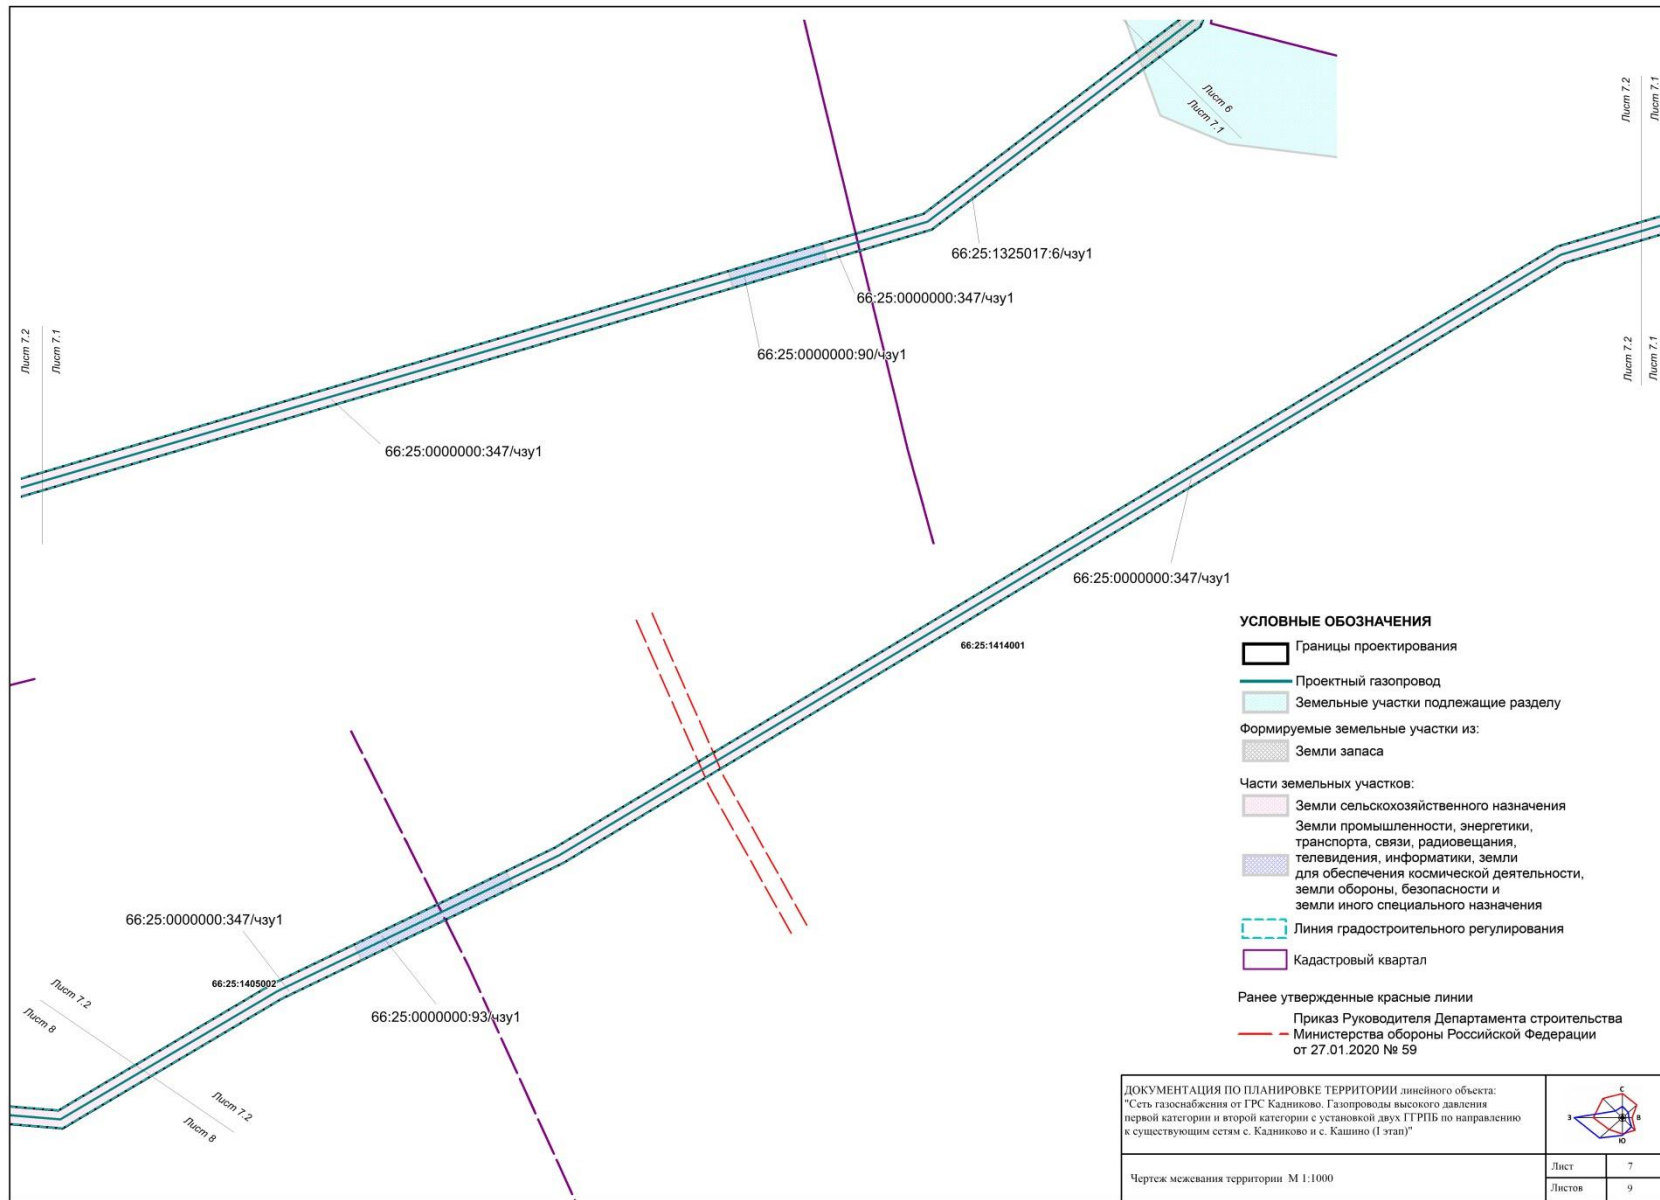 Лист 6
Лист 7.1
Лист 7.2
Лист 7.1
66:25:1325017:6/чзу1
66:25:0000000:347/чзу1
66:25:0000000:90/чзу1
Лист 7.2
Лист 7.1
Лист 7.2
Лист 7.1
66:25:0000000:347/чзу1
66:25:0000000:347/чзу1
66:25:1414001
66:25:0000000:347/чзу1
66:25:1405002
66:25:0000000:93/чзу1
Лист 7.2
Лист 8
Лист 7.2
Лист 8
УСЛОВНЫЕ ОБОЗНАЧЕНИЯ
Границы проектирования
Проектный газопровод
Земельные участки подлежащие разделу
Формируемые земельные участки из:
Земли запаса
Части земельных участков:
Земли сельскохозяйственного назначения
Земли промышленности, энергетики,
транспорта, связи, радиовещания,
телевидения, информатики, земли
для обеспечения космической деятельности,
земли обороны, безопасности и
земли иного специального назначения
Линия градостроительного регулирования
Кадастровый квартал
Ранее утвержденные красные линии
Приказ Руководителя Департамента строительства
Министерства обороны Российской Федерации
от 27.01.2020 № 59
ДОКУМЕНТАЦИЯ ПО ПЛАНИРОВКЕ ТЕРРИТОРИИ линейного объекта:
"Сеть газоснабжения от ГРС Кадниково. Газопроводы высокого давления
первой категории и второй категории с установкой двух ГГРПБ по направлению
к существующим сетям с. Кадниково и с. Кашино (I этап)"
С
З
В
Ю
Чертеж межевания территории М 1:1000
Лист 7
Листов 9